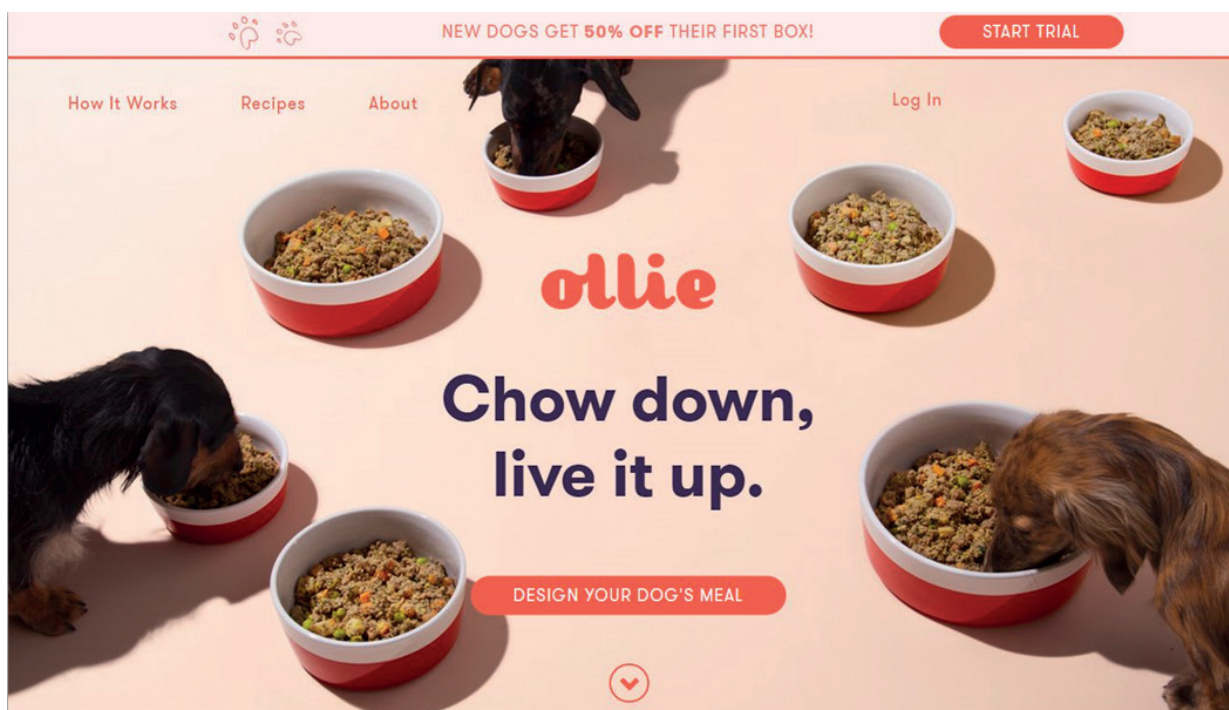 NEW DOGS GET 50% OFF THEIR FIRST BOX!
START TRIAL
How It Works
Recipes
About
Log In
ollie
Chow down,
live it up.
DESIGN YOUR DOG'S MEAL